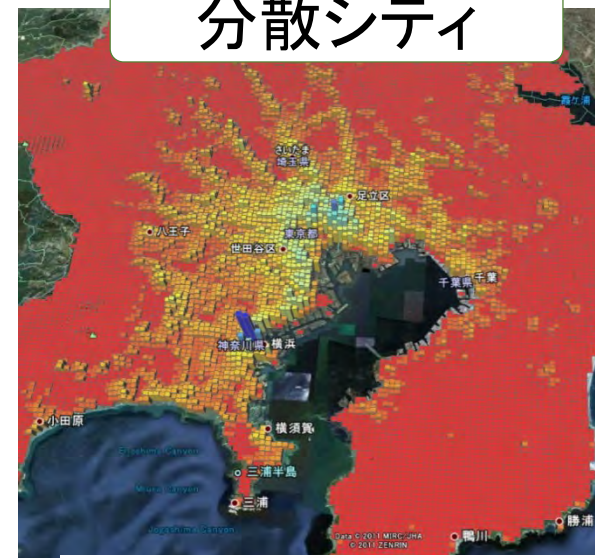 分散シティ
霞ヶ浦
さいたま
埼玉県
足立区
八王子
東京都
世田谷区
千葉県 千葉
神奈川県 横浜
小田原
横須賀
三浦半島
三浦
鴨川
勝浦
Data © 2011 MIRC/JHA
© 2011 ZENRIN